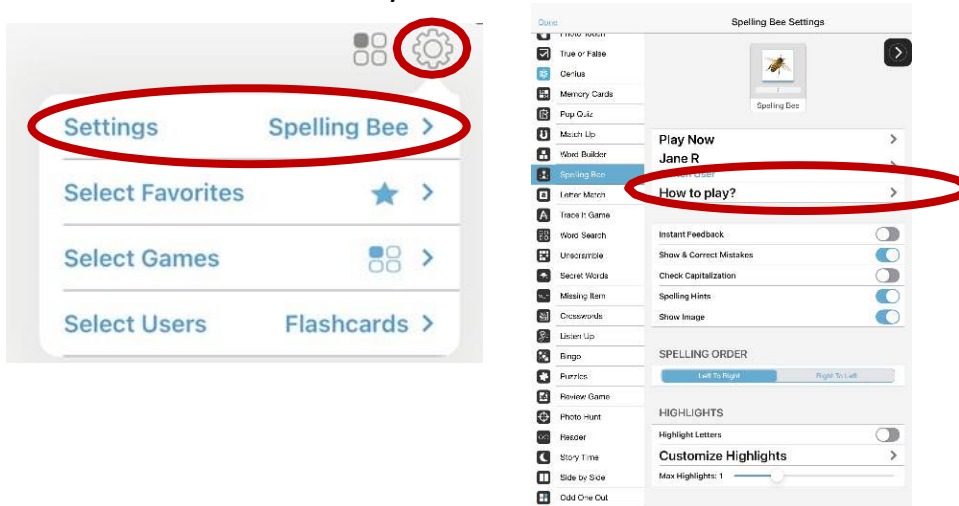 Settings Spelling Bee
Select Favorites
Select Games
Select Users Flashcards
Done Spelling Bee Settings
Photo Touch
True or False
Genius
Memory Cards
Pop Quiz
Match Up
Word Builder
Spelling Bee
Letter Match
Trace It Game
Word Search
Unscramble
Secret Words
Missing Item
Crosswords
Listen Up
Bingo
Puzzles
Review Game
Photo Hunt
Reader
Story Time
Side by Side
Odd One Out
Spelling Bee
Play Now
Jane R
User
How to play?
Instant Feedback
Show & Correct Mistakes
Check Capitalization
Spelling Hints
Show Image
SPELLING ORDER
Left To Right Right To Left
HIGHLIGHTS
Highlight Letters
Customize Highlights
Max Highlights: 1